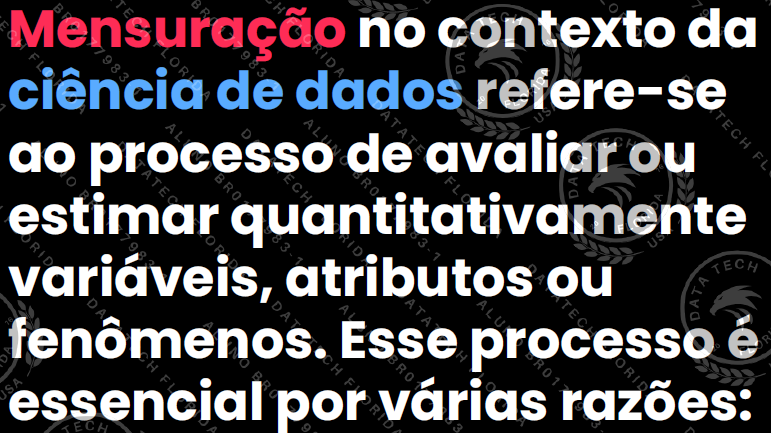 Mensuração no contexto da
ciência de dados refere-se
ao processo de avaliar ou
estimar quantitativamente
variáveis, atributos ou
fenômenos. Esse processo é
essencial por várias razões: